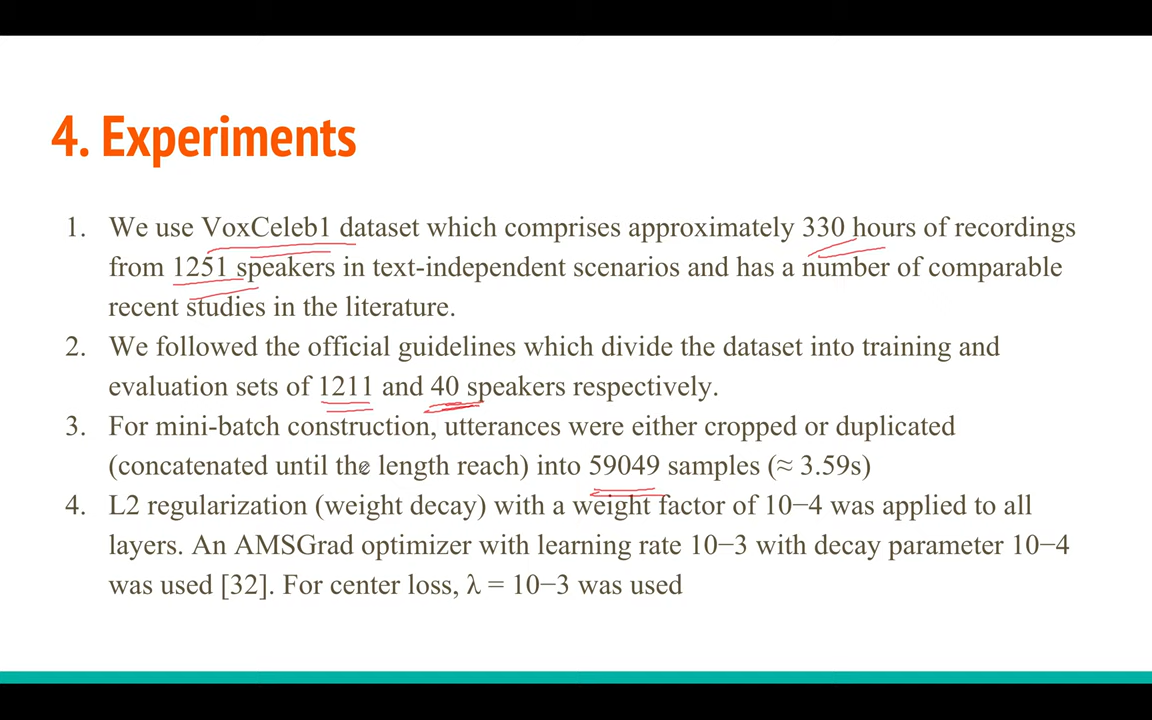 4. Experiments
1. We use VoxCeleb1 dataset which comprises approximately 330 hours of recordings
from 1251 speakers in text-independent scenarios and has a number of comparable
recent studies in the literature.
2. We followed the official guidelines which divide the dataset into training and
evaluation sets of 1211 and 40 speakers respectively.
3. For mini-batch construction, utterances were either cropped or duplicated
(concatenated until the length reach) into 59049 samples (≈ 3.59s)
4. L2 regularization (weight decay) with a weight factor of 10−4 was applied to all
layers. An AMSGrad optimizer with learning rate 10−3 with decay parameter 10−4
was used [32]. For center loss, λ = 10−3 was used